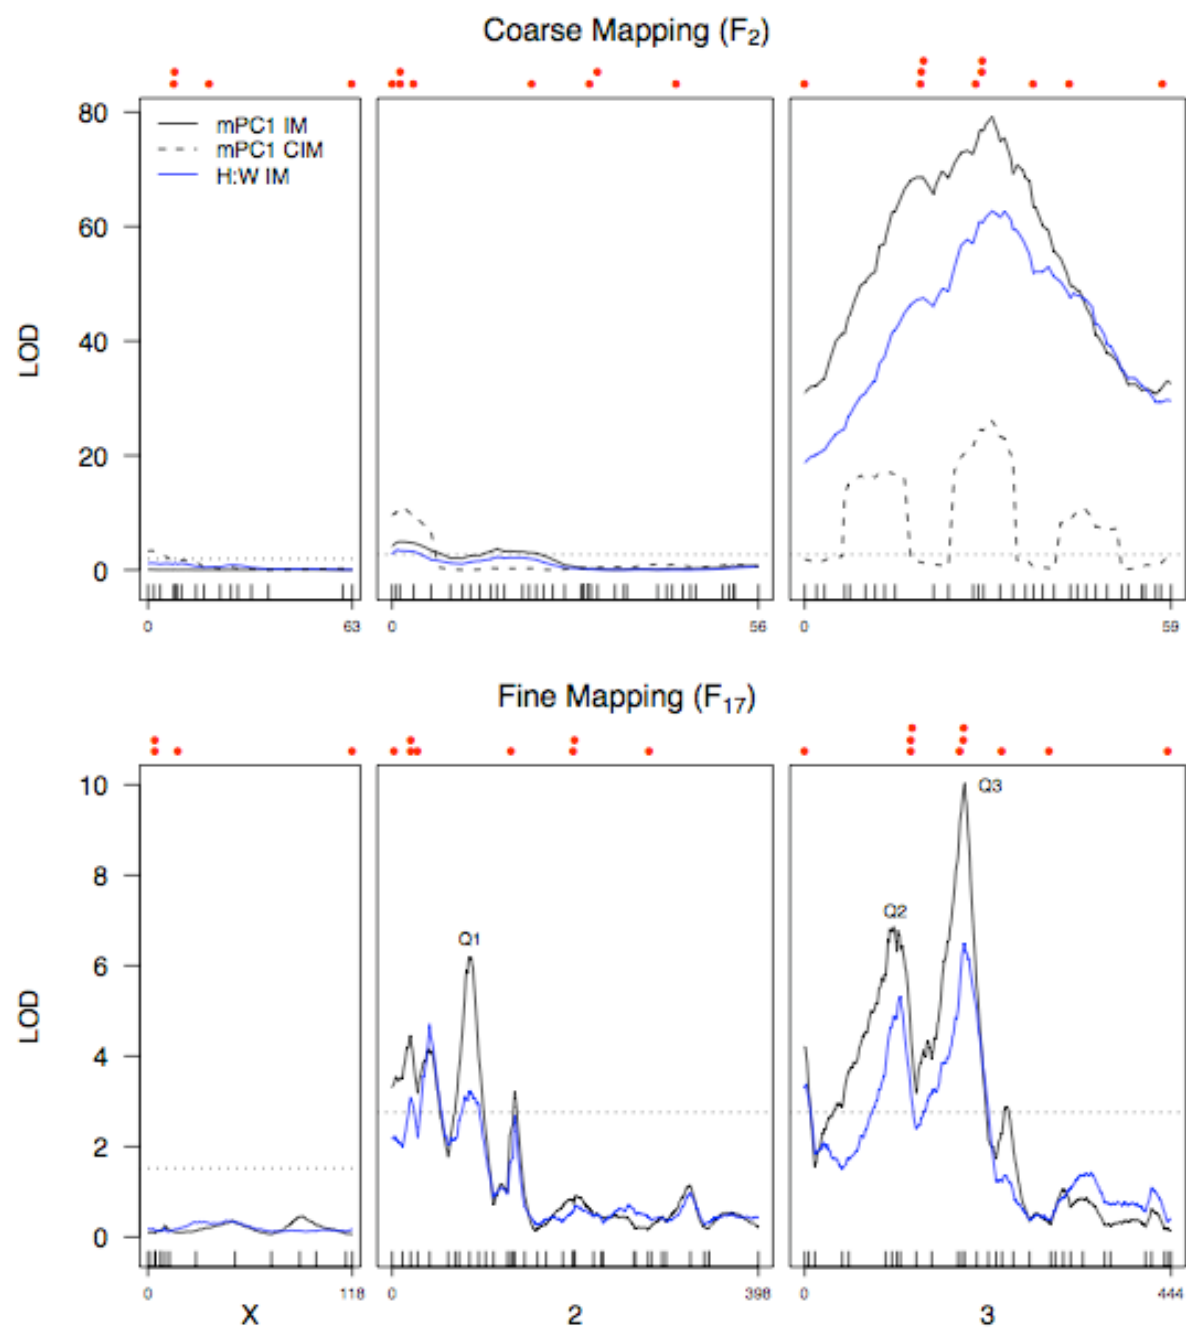 Coarse Mapping (F₂)
mPC1 IM
mPC1 CIM
H:W IM
LOD
80
60
40
20
0
0 63 0 56 0 59
Fine Mapping (F₁₇)
LOD
10
8
6
4
2
0
Q1
Q2
Q3
0 118 0 398 0 444
X 2 3